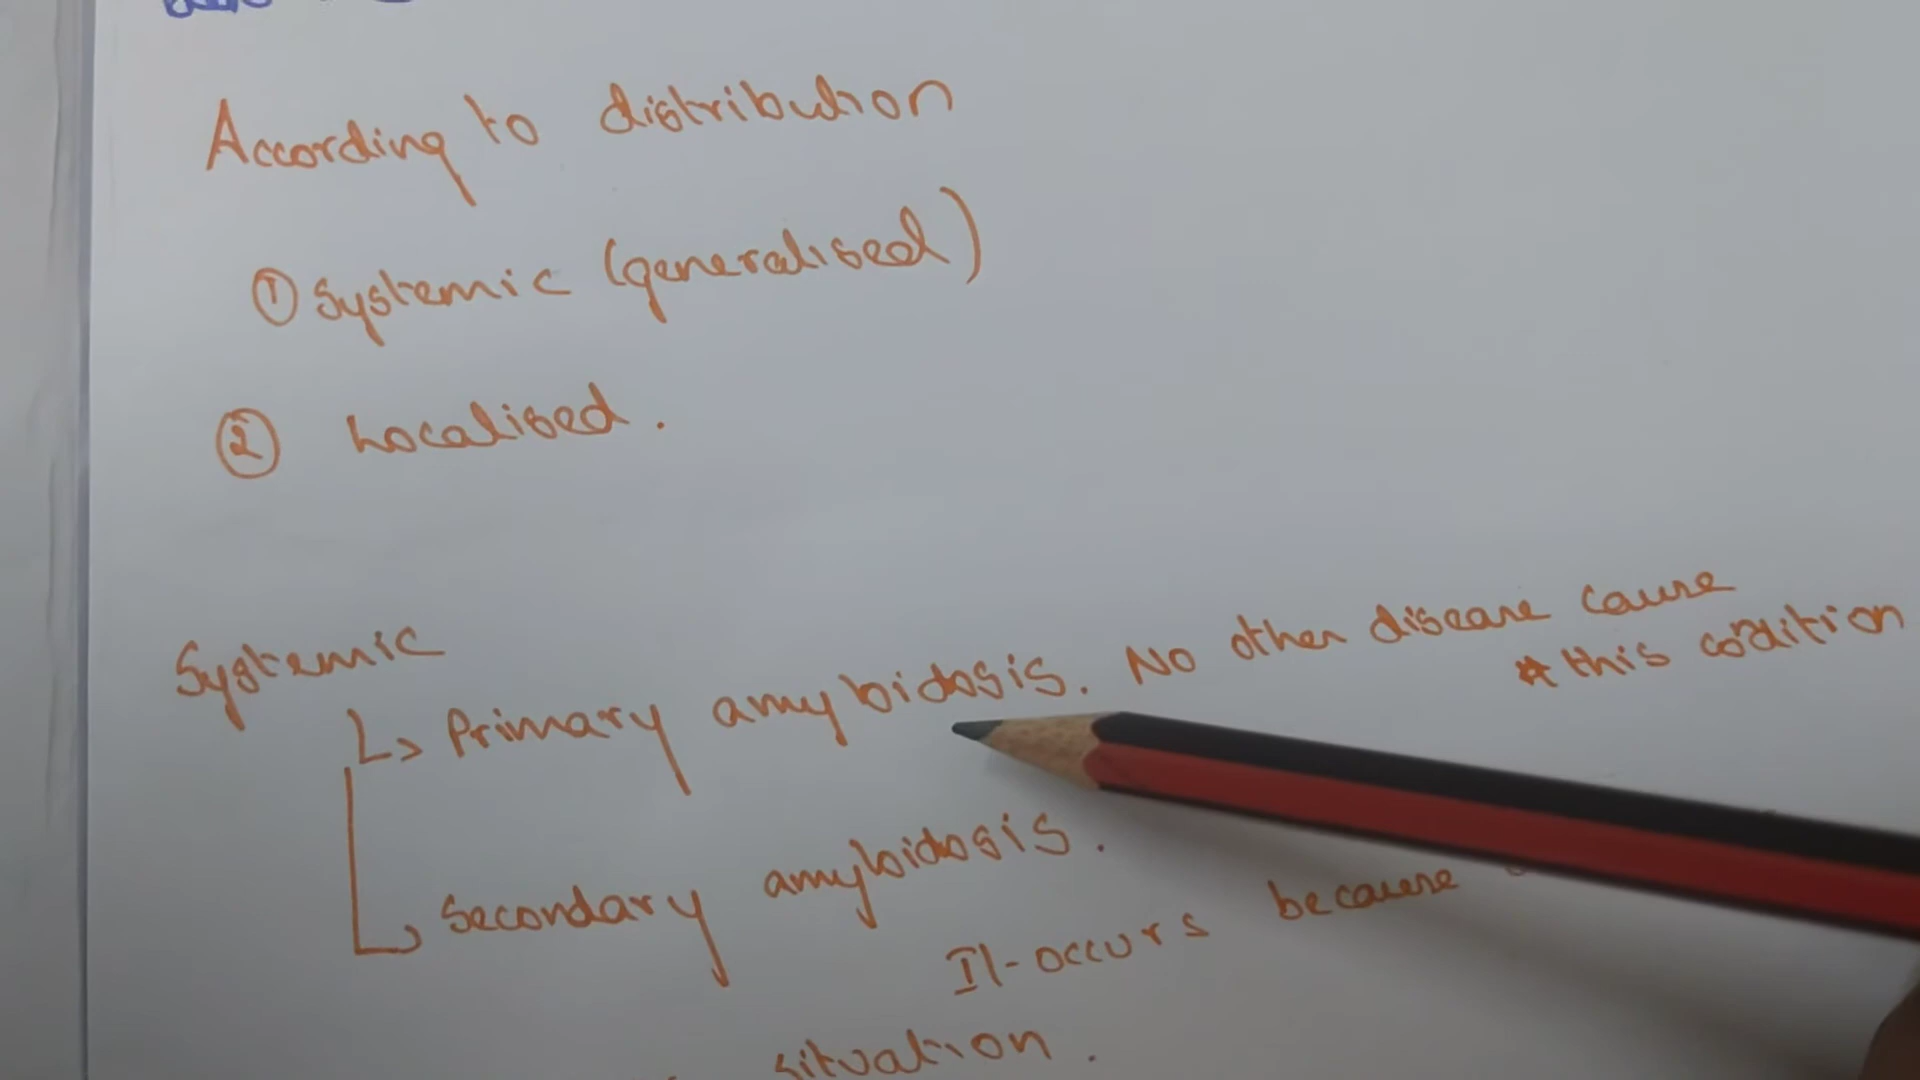 According to distribution
① Systemic (generalised)
② Localised.
Systemic
↳ Primary amyloidosis. No other disease cause
this condition
↳ Secondary amyloidosis.
It occurs because
situation.